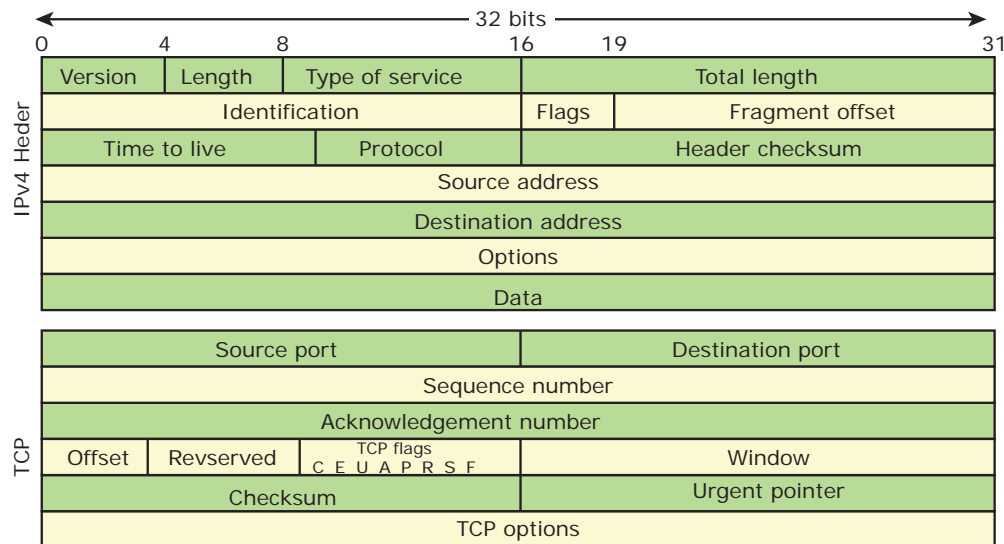 32 bits
0 4 8 16 19 31
Version Length Type of service Total length
Identification Flags Fragment offset
Time to live Protocol Header checksum
Source address
Destination address
Options
Data
IPv4 Heder
Source port Destination port
Sequence number
Acknowledgement number
Offset Revserved TCP flags Window
C E U A P R S F
Checksum Urgent pointer
TCP options
TCP